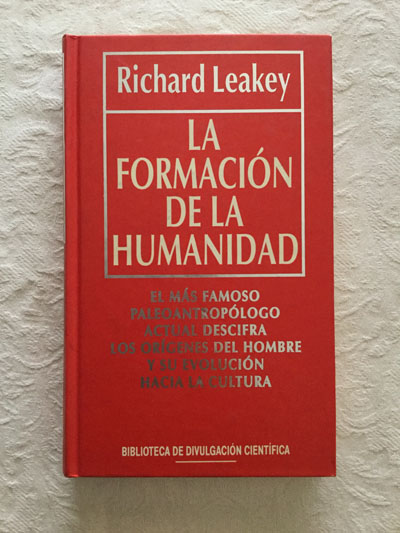 Richard Leakey
LA
FORMACIÓN
DE LA
HUMANIDAD
EL MÁS FAMOSO
PALEOANTROPÓLOGO
ACTUAL DESCIFRA
LOS ORÍGENES DEL HOMBRE
Y SU EVOLUCIÓN
HACIA LA CULTURA
BIBLIOTECA DE DIVULGACIÓN CIENTÍFICA